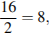 16/2 = 8,